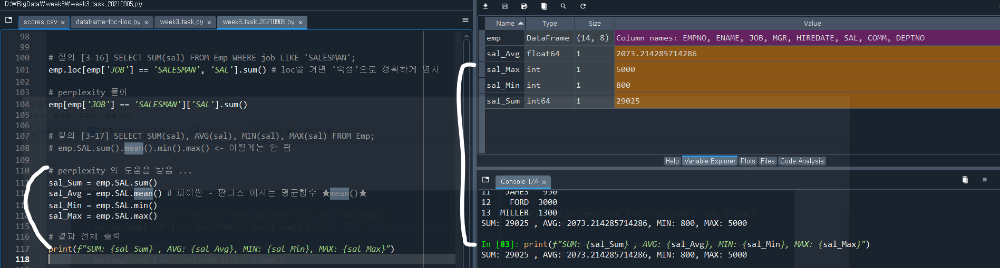 D:\BigData\week3\week3_task_20210905.py
scores.csv × dataframe-loc-iloc.py × week3_task.py × week3_task_20210905.py ×
98
99
100 # 질의 [3-16] SELECT SUM(sal) FROM Emp WHERE job LIKE 'SALESMAN';
101 emp.loc[emp['JOB'] == 'SALESMAN', 'SAL'].sum() # loc쓸 거면 '속성'으로 정확하게 명시
102
103 # perplexity 풀이
104 emp[emp['JOB'] == 'SALESMAN']['SAL'].sum()
105
106
107 # 질의 [3-17] SELECT SUM(sal), AVG(sal), MIN(sal), MAX(sal) FROM Emp;
108 # emp.SAL.sum().mean().min().max() <- 이렇게는 안 됨
109
110 # perplexity 의 도움을 받음 ...
sal_Sum = emp.SAL.sum()
sal_Avg = emp.SAL.mean() # 파이썬 - 판다스 에서는 평균함수 ★mean()★
sal_Min = emp.SAL.min()
sal_Max = emp.SAL.max()
115
116 # 결과 전체 출력
117 print(f"SUM: {sal_Sum} , AVG: {sal_Avg}, MIN: {sal_Min}, MAX: {sal_Max}")
118
Name Type Size Value
emp DataFrame (14, 8) Column names: EMPNO, ENAME, JOB, MGR, HIREDATE, SAL, COMM, DEPTNO
sal_Avg float64 1 2073.214285714286
sal_Max int 1 5000
sal_Min int 1 800
sal_Sum int64 1 29025
Help Variable Explorer Plots Files Code Analysis
Console 1/A ×
11 JAMES 950
12 FORD 3000
13 MILLER 1300
SUM: 29025 , AVG: 2073.214285714286, MIN: 800, MAX: 5000
In [83]: print(f"SUM: {sal_Sum} , AVG: {sal_Avg}, MIN: {sal_Min}, MAX: {sal_Max}")
SUM: 29025 , AVG: 2073.214285714286, MIN: 800, MAX: 5000